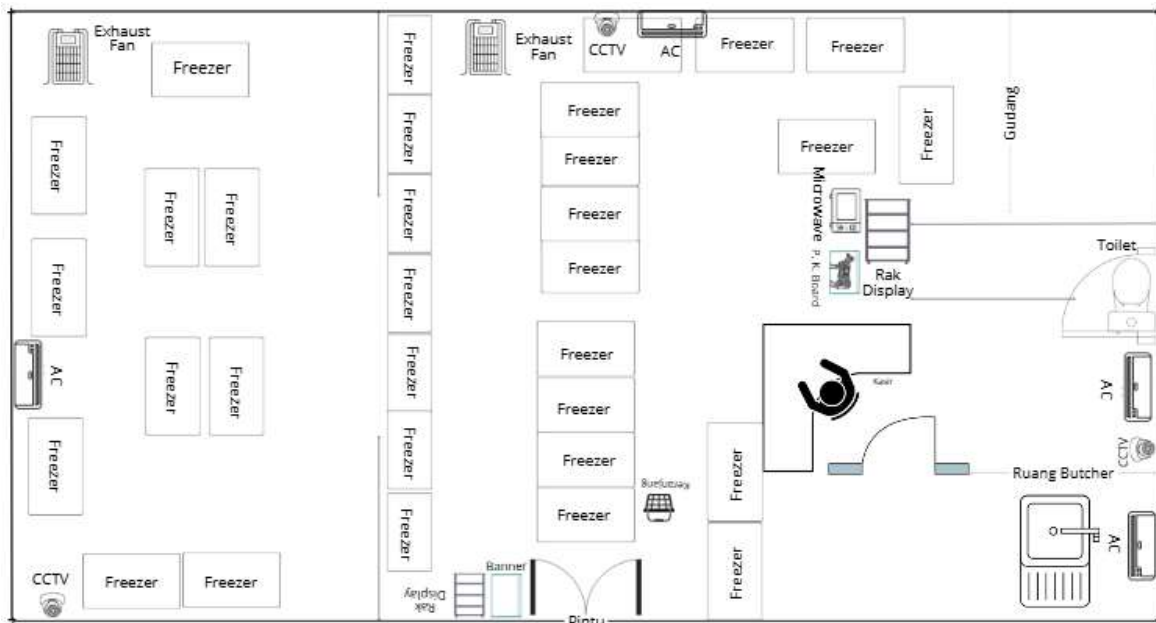 Exhaust
Fan
Freezer
Freezer
Freezer
Freezer
Freezer
Freezer
AC
Freezer
Freezer
Freezer
CCTV
Freezer
Freezer
Freezer
Freezer
Freezer
Freezer
Freezer
Freezer
Freezer
Exhaust
Fan
CCTV
AC
Freezer
Freezer
Freezer
Freezer
Freezer
Freezer
Freezer
Freezer
Freezer
Freezer
Freezer
Freezer
Gupang
Microwave
P. K. Board
Rak
Display
Toilet
Kasir
AC
CCTV
Ruang Butcher
AC
Freezer
Freezer
Keranjang
Banner
Rak
Display
Pintu